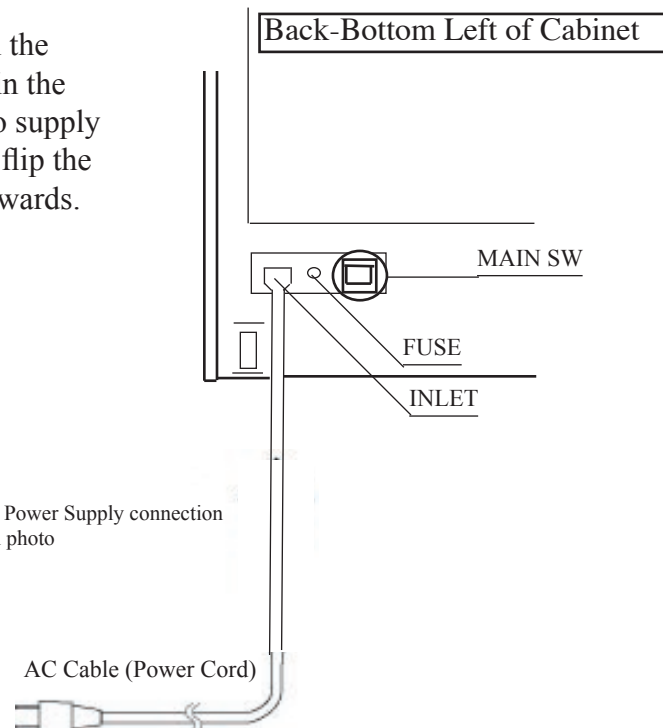 the
in the
o supply
flip the
wards.
Back-Bottom Left of Cabinet
MAIN SW
FUSE
INLET
Power Supply connection
photo
AC Cable (Power Cord)